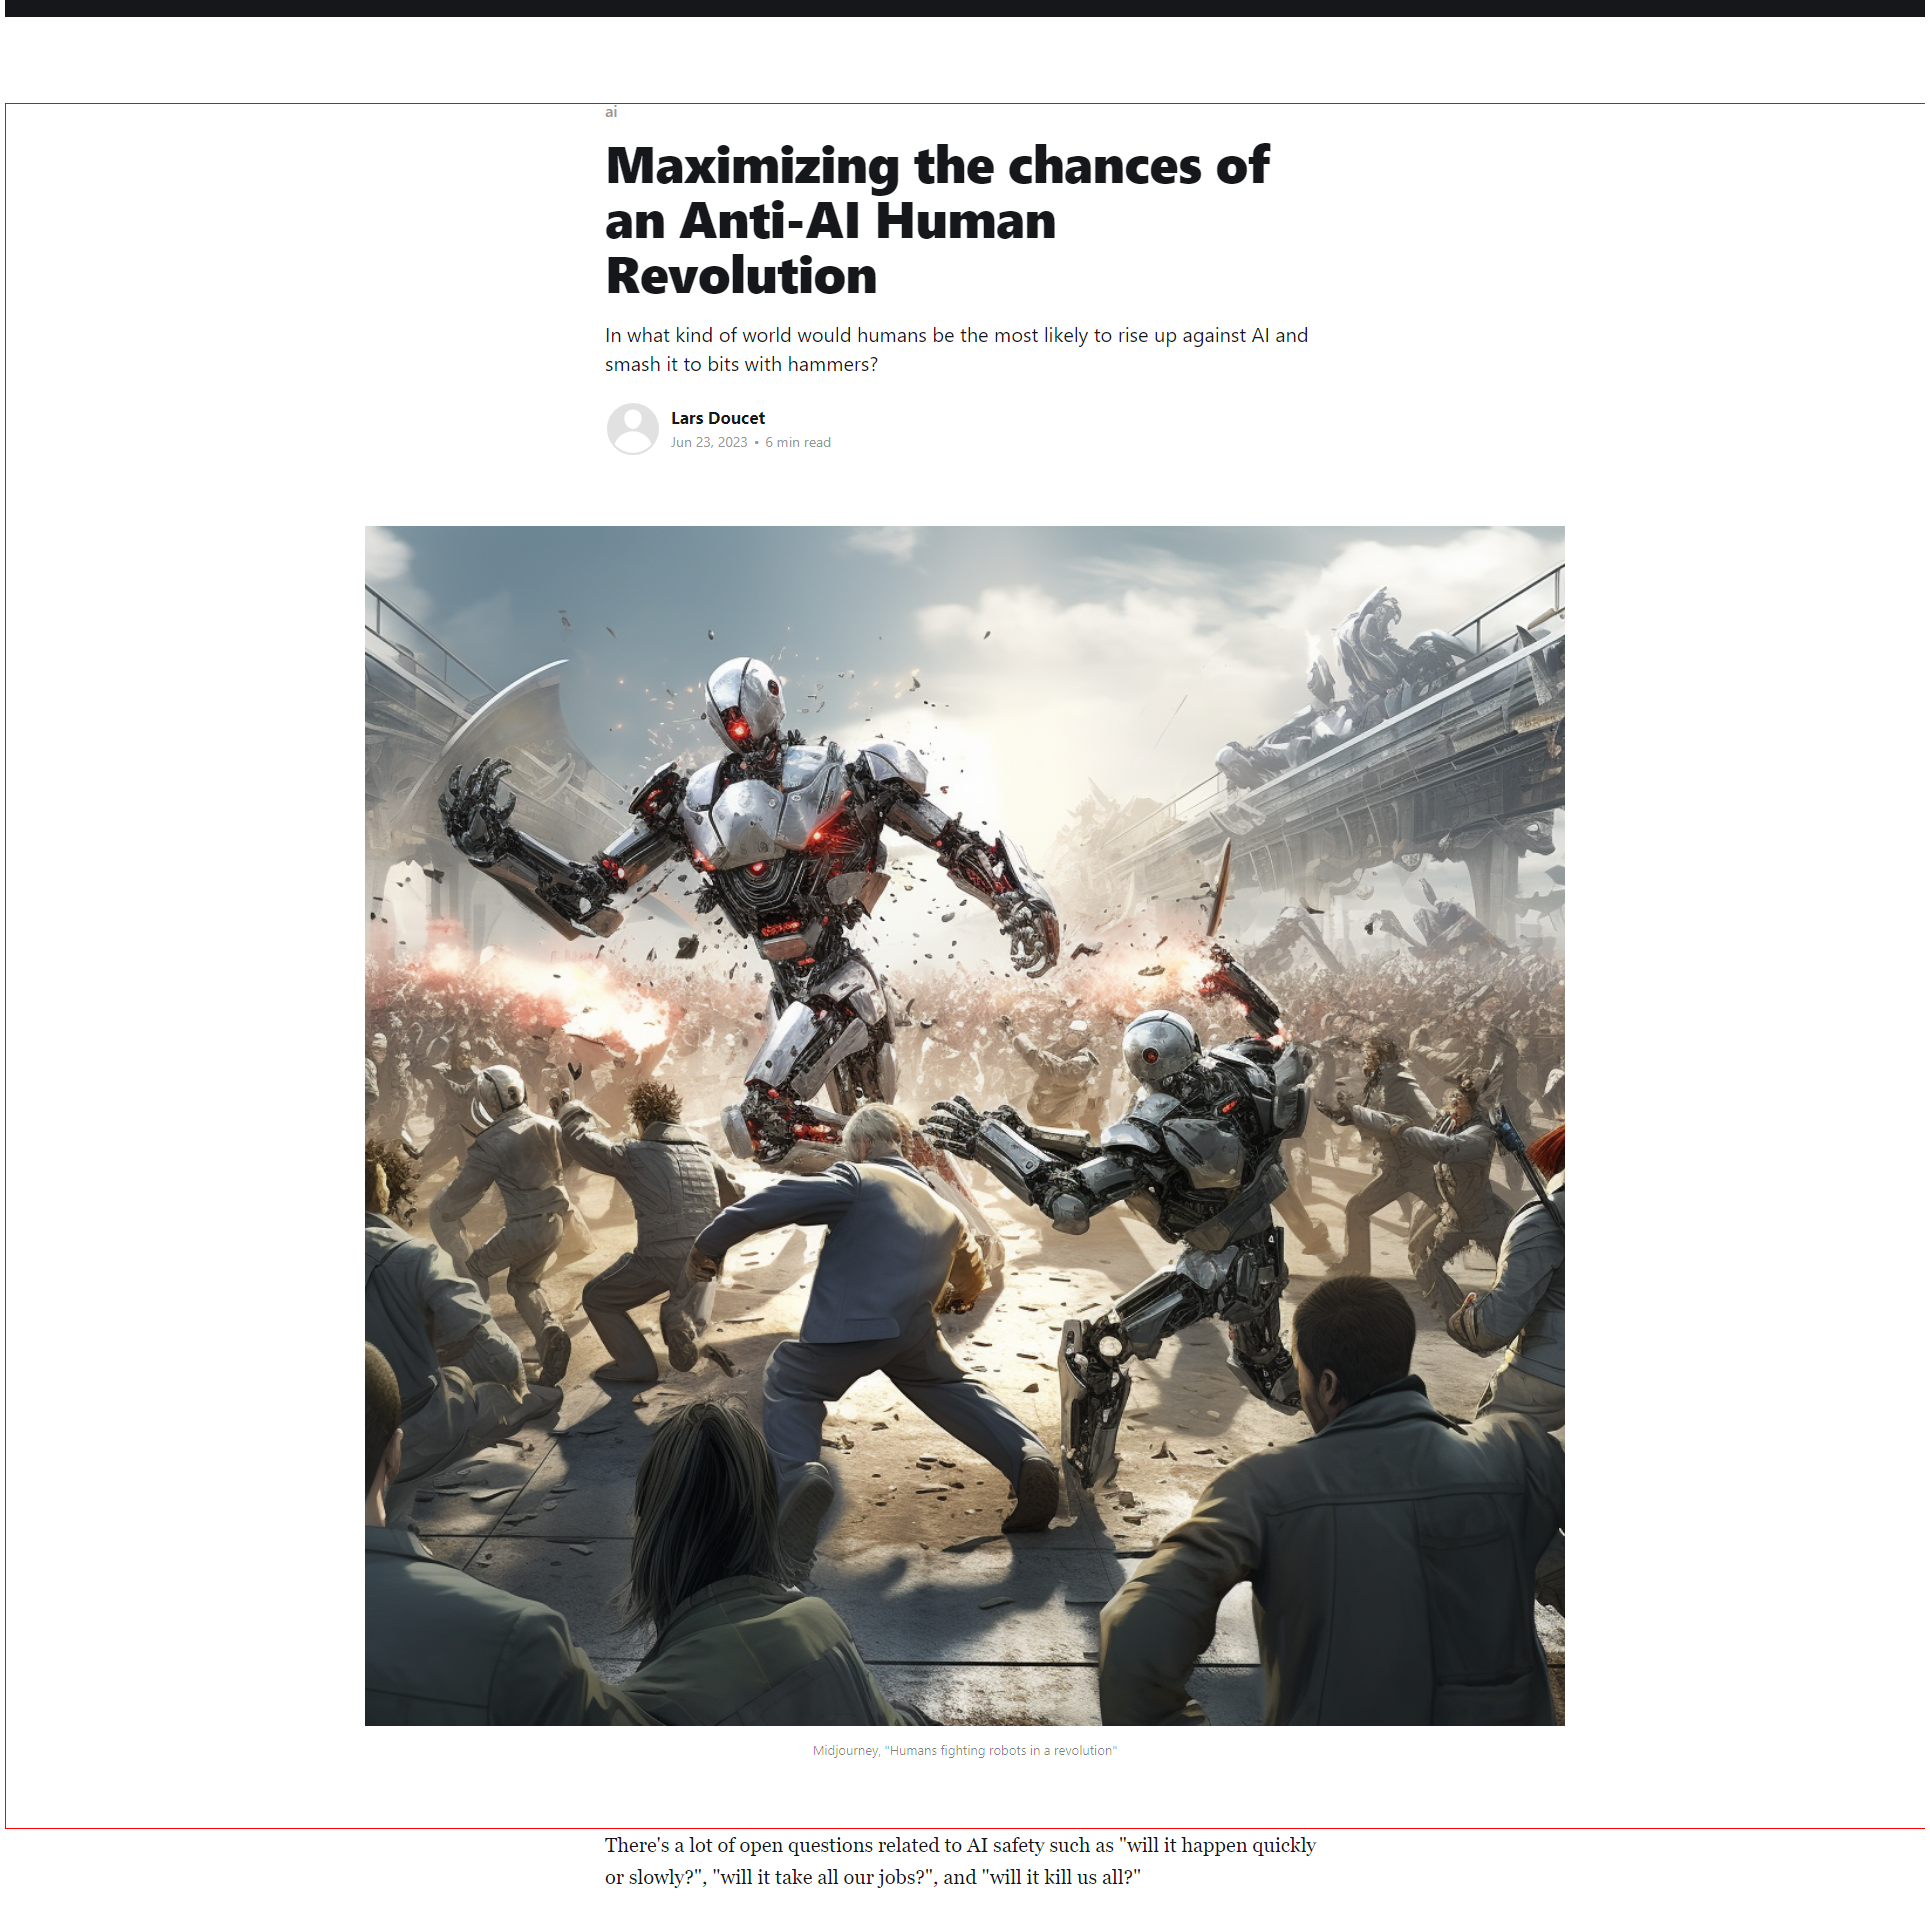 ai
Maximizing the chances of
an Anti-AI Human
Revolution
In what kind of world would humans be the most likely to rise up against AI and
smash it to bits with hammers?
Lars Doucet
Jun 23, 2023 • 6 min read
Midjourney, "Humans fighting robots in a revolution"
There's a lot of open questions related to AI safety such as "will it happen quickly
or slowly?", "will it take all our jobs?", and "will it kill us all?"